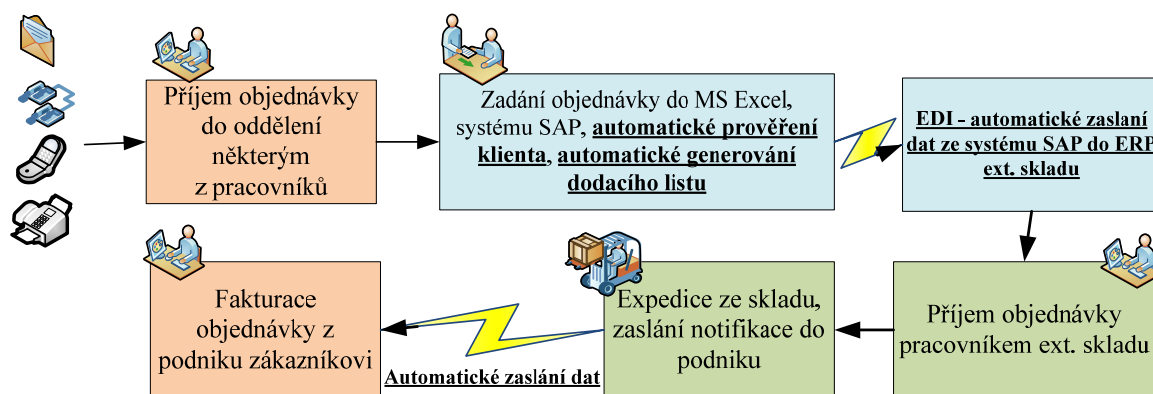 Příjem objednávky
do oddělení
některým
z pracovníků
Zadání objednávky do MS Excel,
systému SAP, automatické prověření
klienta, automatické generování
dodacího listu
EDI - automatické zaslaní
dat ze systému SAP do ERP
ext. skladu
Příjem objednávky
pracovníkem ext. skladu
Expedice ze skladu,
zaslání notifikace do
podniku
Automatické zaslání dat
Fakturace
objednávky z
podniku zákazníkovi